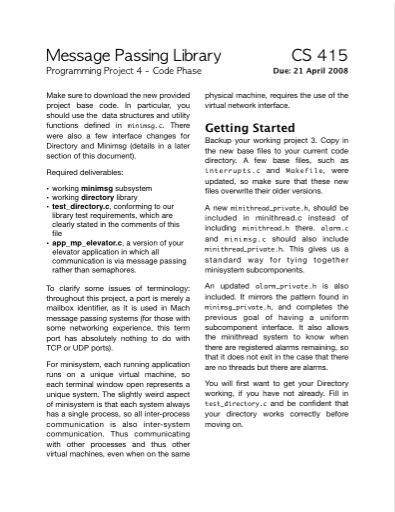 Message Passing Library
CS 415
Programming Project 4 - Code Phase
Due: 21 April 2008
Make sure to download the new provided
project base code. In particular, you
should use the data structures and utility
functions defined in minimsg.c. There
were also a few interface changes for
Directory and Minimsg (details in a later
section of this document).
Required deliverables:
• working minimsg subsystem
• working directory library
• test_directory.c, conforming to our
library test requirements, which are
clearly stated in the comments of this
file
• app_mp_elevator.c, a version of your
elevator application in which all
communication is via message passing
rather than semaphores.
To clarify some issues of terminology:
throughout this project, a port is merely a
mailbox identifier, as it is used in Mach
message passing systems (for those with
some networking experience, this term
port has absolutely nothing to do with
TCP or UDP ports).
For minisystem, each running application
runs on a unique virtual machine, so
each terminal window open represents a
unique system. The slightly weird aspect
of minisystem is that each system always
has a single process, so all inter-process
communication is also inter-system
communication. Thus communicating
with other processes and thus other
virtual machines, even when on the same
physical machine, requires the use of the
virtual network interface.
Getting Started
Backup your working project 3. Copy in
the new base files to your current code
directory. A few base files, such as
interrupts.c and Makefile, were
updated, so make sure that these new
files overwrite their older versions.
A new minithread_private.h, should be
included in minithread.c instead of
including minithread.h there. alarm.c
and minimsg.c should also include
minithread_private.h. This gives us a
standard way for tying together
minisystem subcomponents.
An updated alarm_private.h is also
included. It mirrors the pattern found in
minimsg_private.h, and completes the
previous goal of having a uniform
subcomponent interface. It also allows
the minithread system to know when
there are registered alarms remaining, so
that it does not exit in the case that there
are no threads but there are alarms.
You will first want to get your Directory
working, if you have not already. Fill in
test_directory.c and be confident that
your directory works correctly before
moving on.